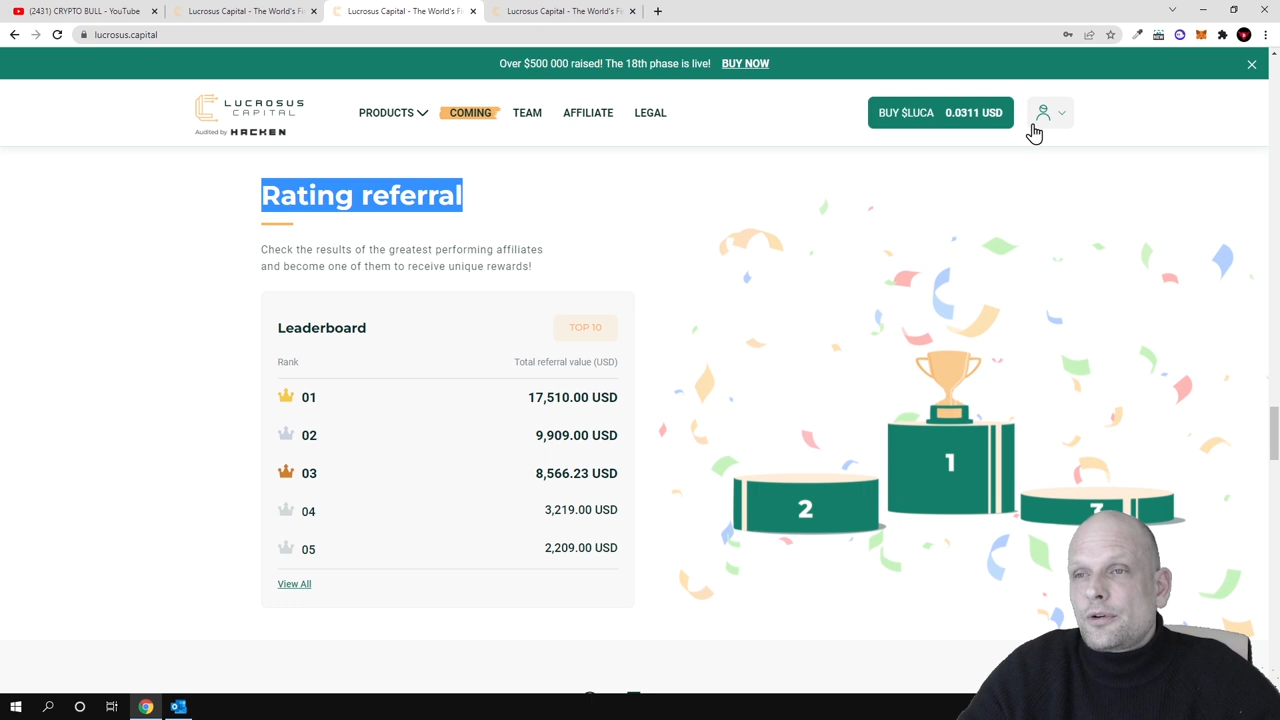 (2431) CRYPTO BULL - YouTube
Lucrosus Capital - The World's Fi
Lucrosus Capital - The World's Fi
Lucrosus Capital - The World's Fi
lucrosus.capital
Over $500 000 raised! The 18th phase is live! BUY NOW
LUCROSUS
CAPITAL
Audited by HACKEN
PRODUCTS
COMING
TEAM
AFFILIATE
LEGAL
BUY $LUCA 0.0311 USD
Rating referral
Check the results of the greatest performing affiliates
and become one of them to receive unique rewards!
Leaderboard
TOP 10
Rank
Total referral value (USD)
01 17,510.00 USD
02 9,909.00 USD
03 8,566.23 USD
04 3,219.00 USD
05 2,209.00 USD
View All
1
2
3